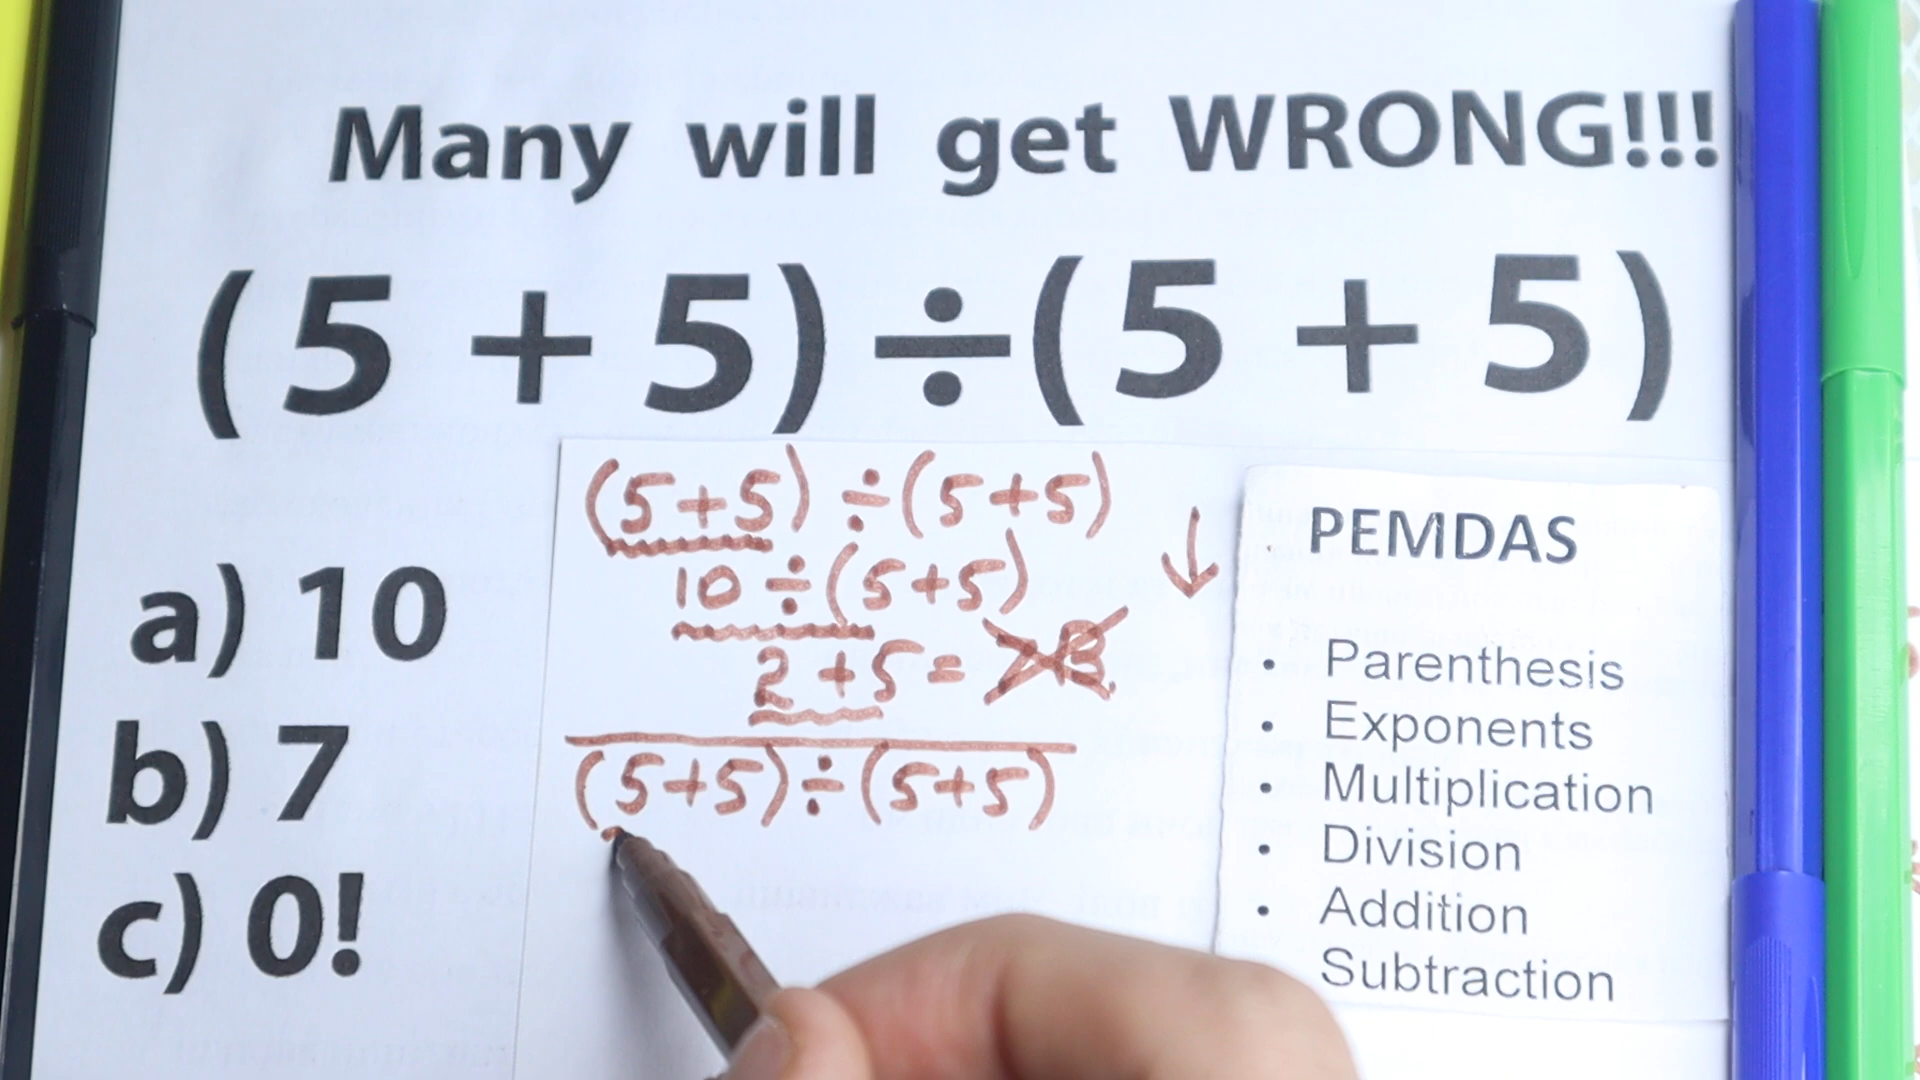 Many will get WRONG!!!
(5 + 5) ÷ (5 + 5)
a) 10
b) 7
c) 0!
(5+5) ÷ (5+5)
10 ÷ (5+5)
2 + 5 = 7 B
(5+5) ÷ (5+5)
PEMDAS
• Parenthesis
• Exponents
• Multiplication
• Division
• Addition
Subtraction